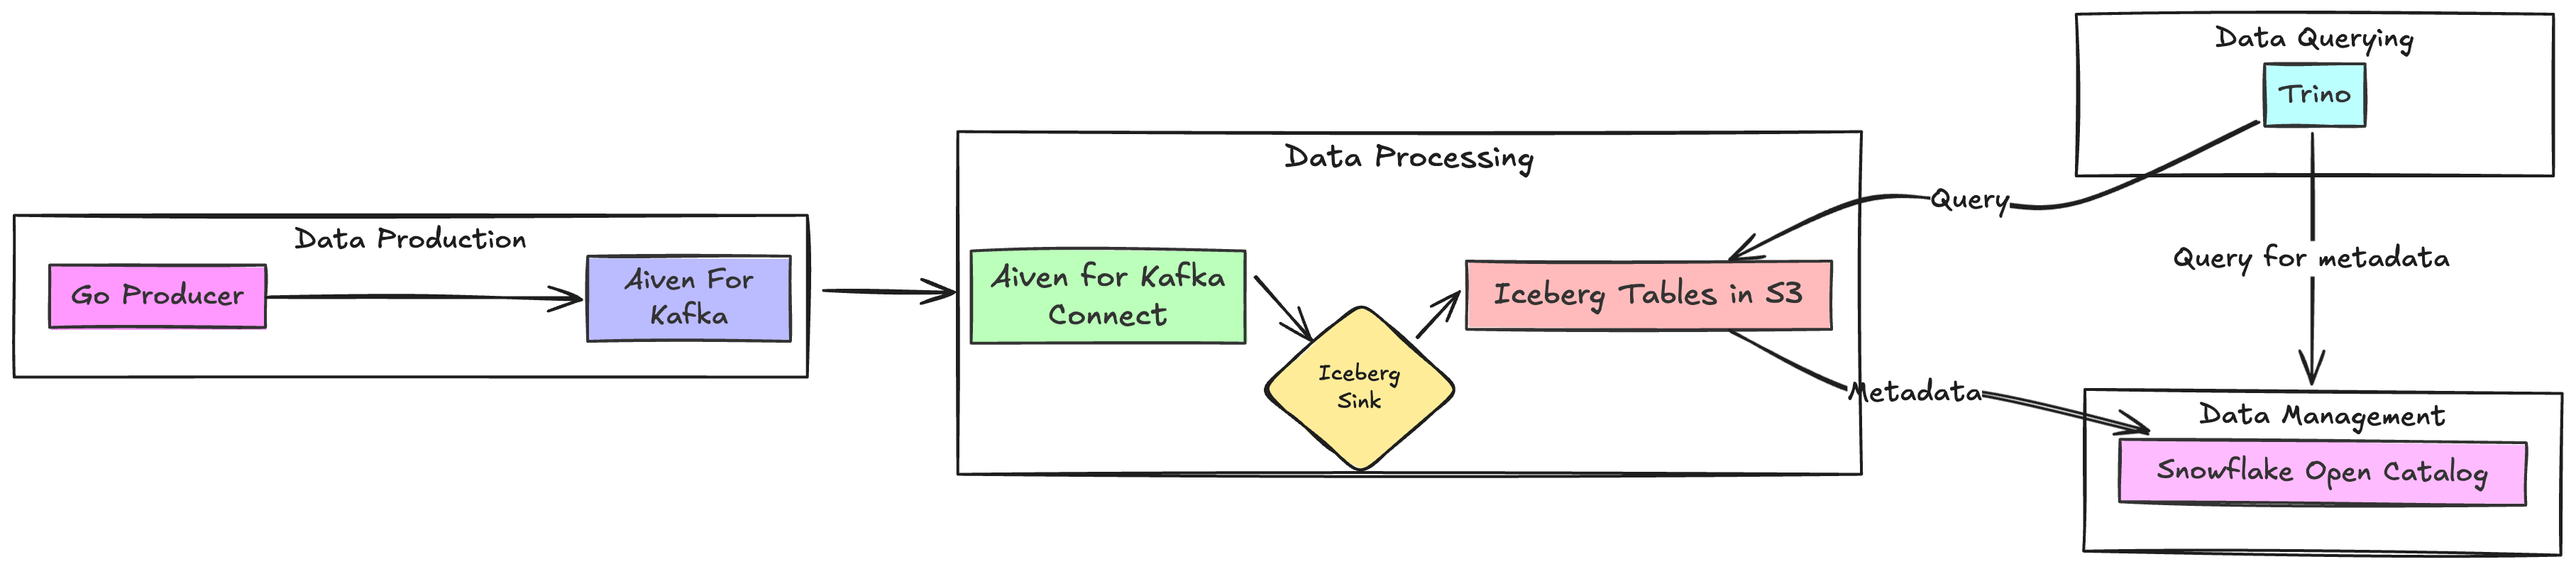 Data Production
Go Producer
Aiven For
Kafka
Data Processing
Aiven for Kafka
Connect
Iceberg
Sink
Iceberg Tables in S3
Data Querying
Trino
Query
Query for metadata
Metadata
Data Management
Snowflake Open Catalog